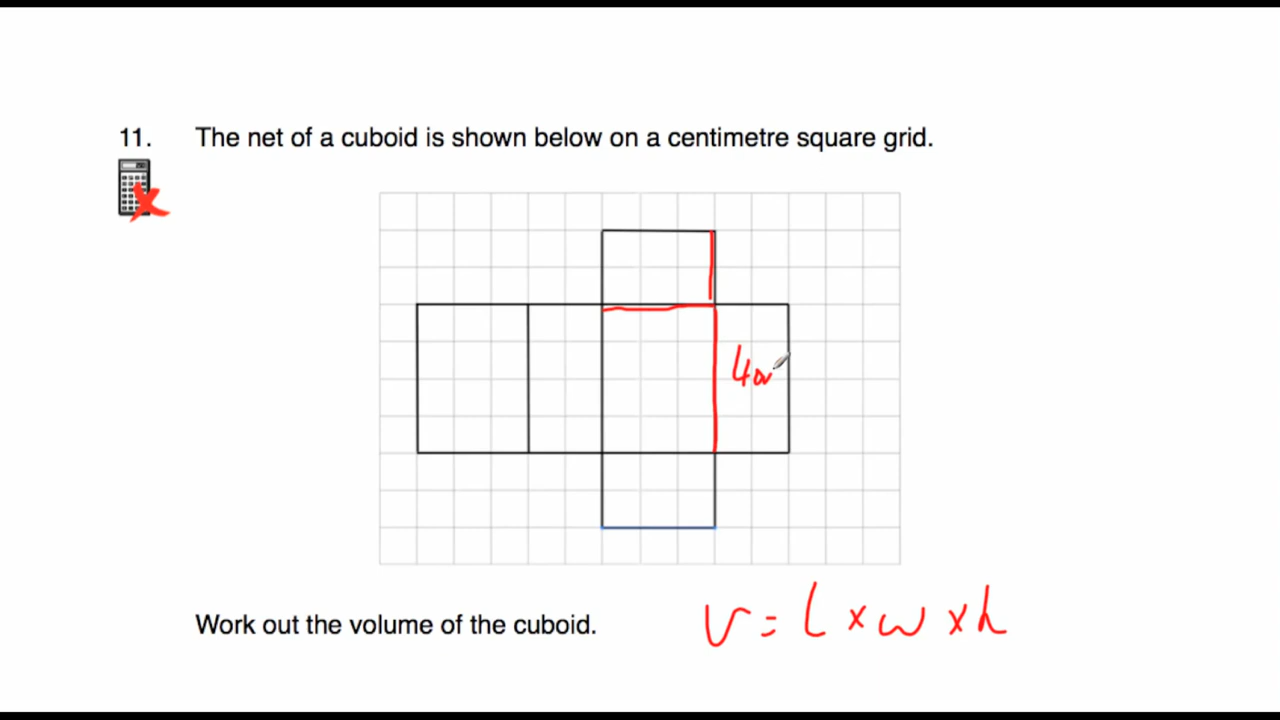 11. The net of a cuboid is shown below on a centimetre square grid.
4cm
Work out the volume of the cuboid.
V = l × w × h